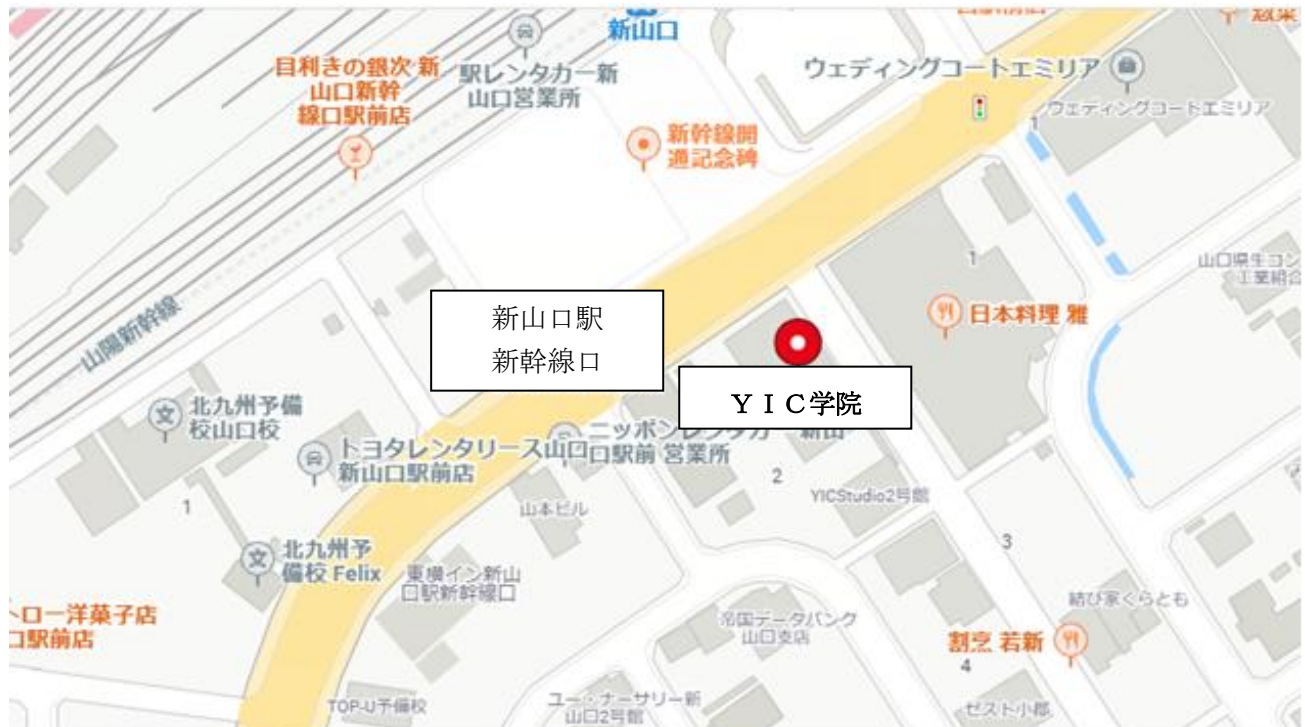 新山口
目利きの銀次 新
山口新幹
線口駅前店
駅レンタカー新
山口営業所
ウェディングコートエミリア
ウェディングコートエミリア
1
新幹線開
通記念碑
山陽新幹線
新山口駅
新幹線口
1
山口県生コン
工業組合
日本料理 雅
ＹＩＣ学院
北九州予備
校山口校
トヨタレンタリース山口
新山口駅前店
ニッポンレンタカー 新山
口駅前 営業所
2
YICStudio2号館
1
山本ビル
3
北九州予
備校 Felix
東横イン新山
口駅新幹線口
結び家くらとも
トロー洋菓子店
口駅前店
帝国データバンク
山口支店
割烹 若新
4
TOP-U予備校
ユー・ナーサリー新
山口2号館
ゼスト小郡